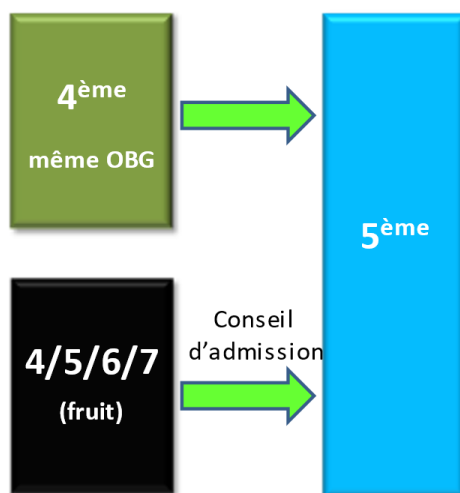 4ème
même OBG
5ème
4/5/6/7
(fruit)
Conseil
d’admission